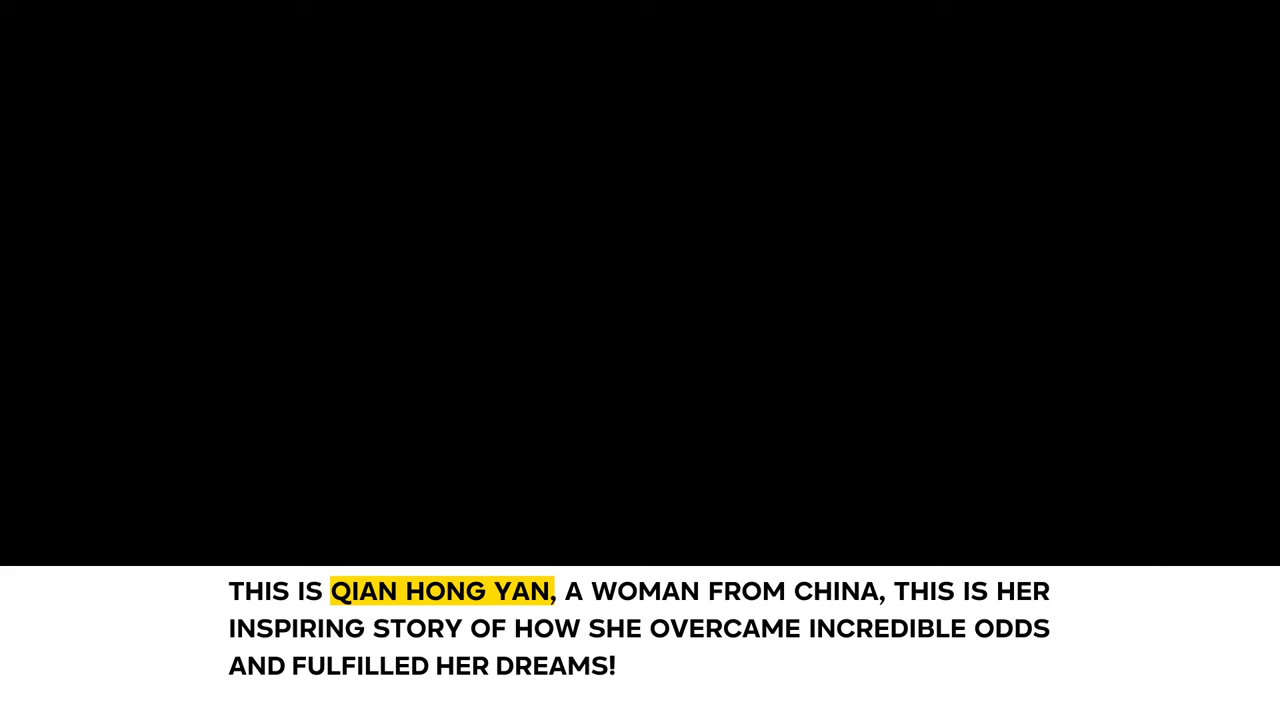 THIS IS QIAN HONG YAN, A WOMAN FROM CHINA, THIS IS HER
INSPIRING STORY OF HOW SHE OVERCAME INCREDIBLE ODDS
AND FULFILLED HER DREAMS!